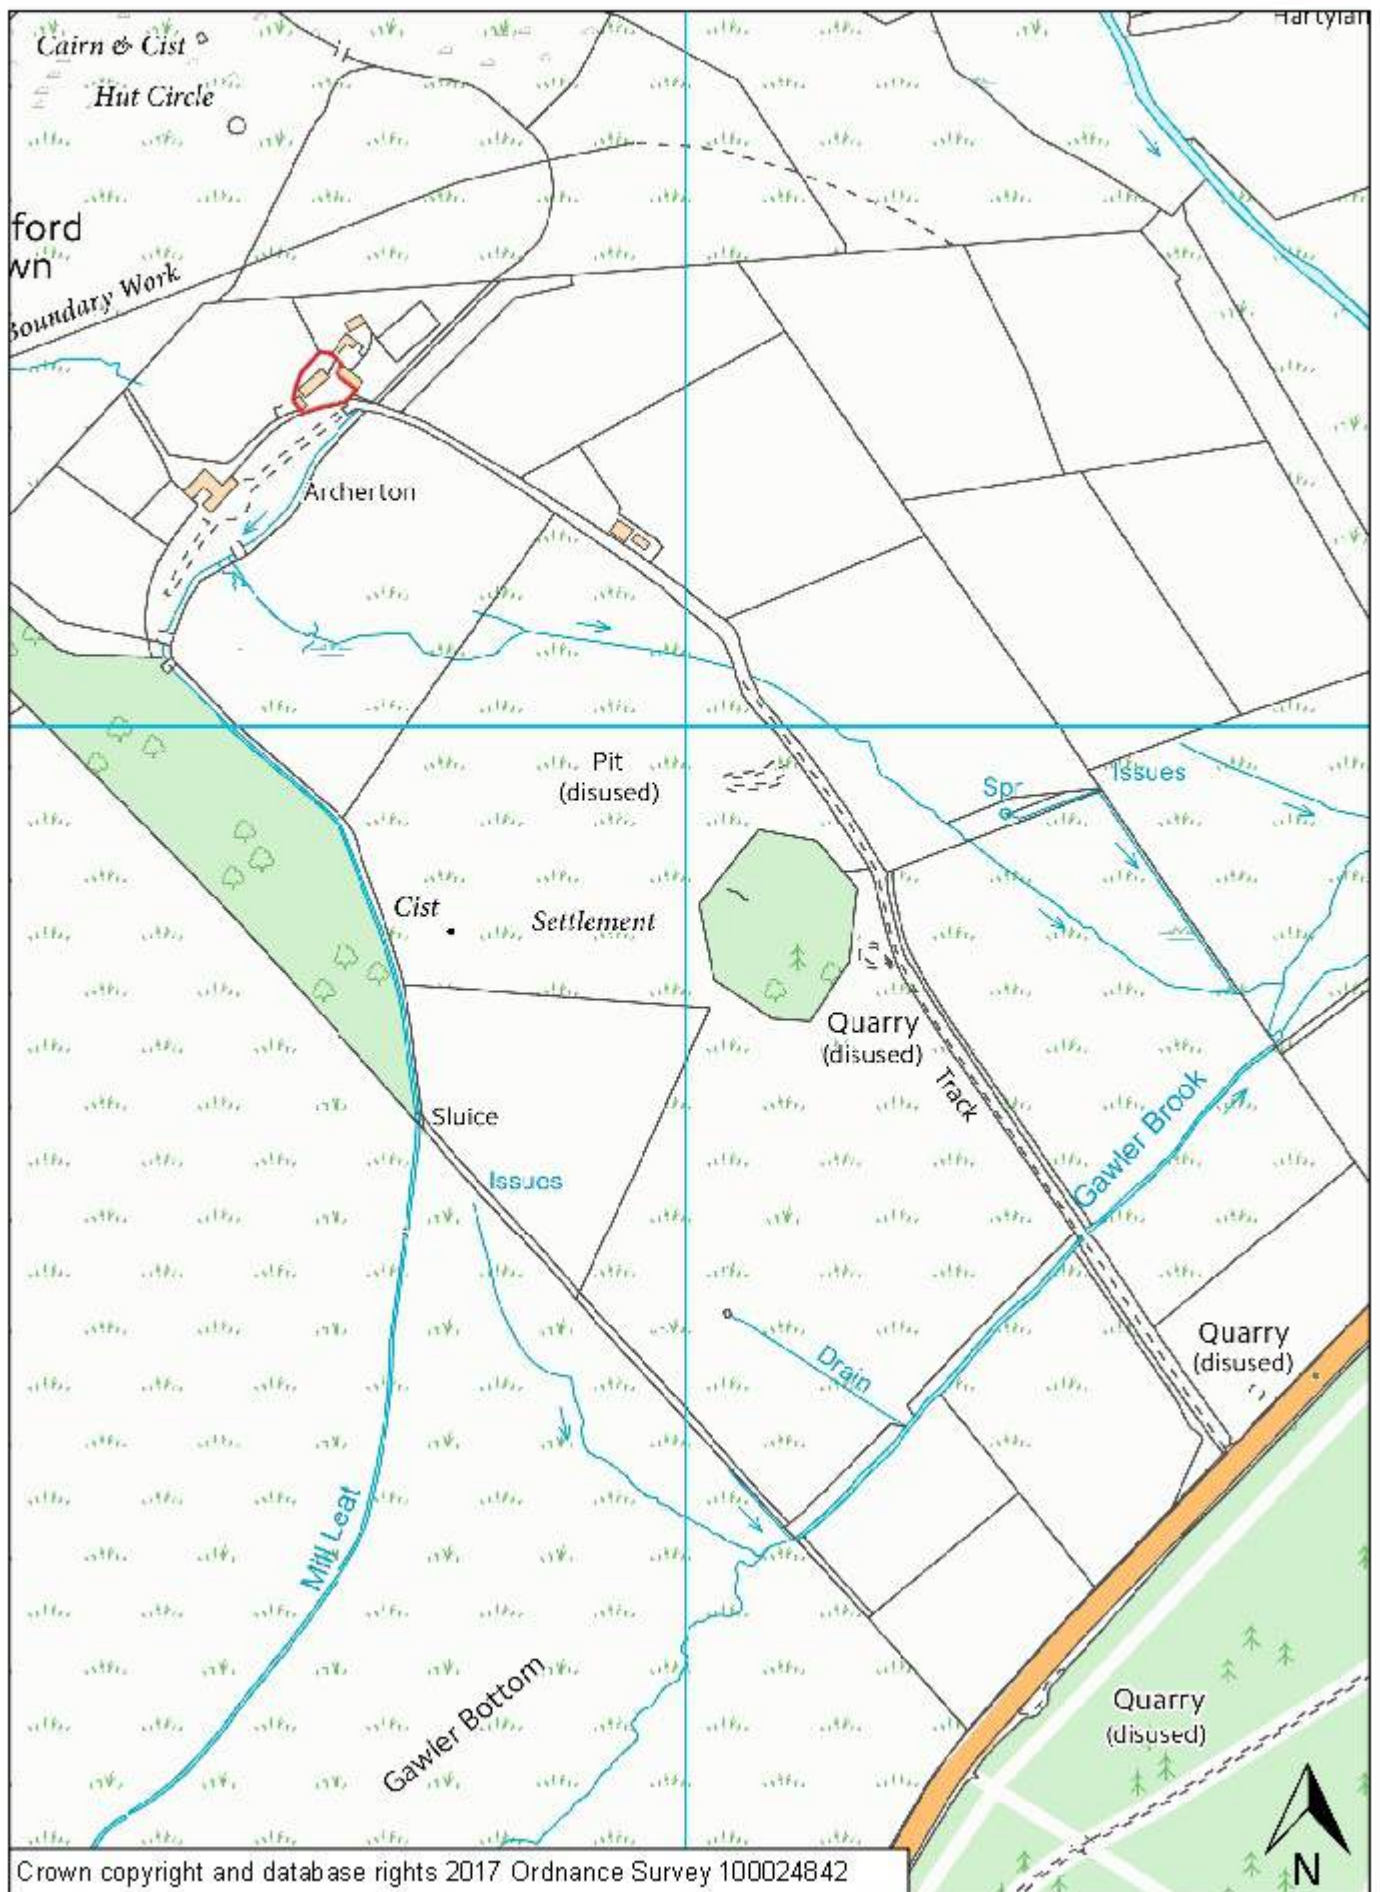 Cairn & Cist
Hut Circle
ford
wn
Boundary Work
Archerton
Pit
(disused)
Spr
Issues
Cist
Settlement
Quarry
(disused)
Track
Gawler Brook
Sluice
Issues
Quarry
(disused)
Drain
Mill Leat
Gawler Bottom
Quarry
(disused)
N
Crown copyright and database rights 2017 Ordnance Survey 100024842